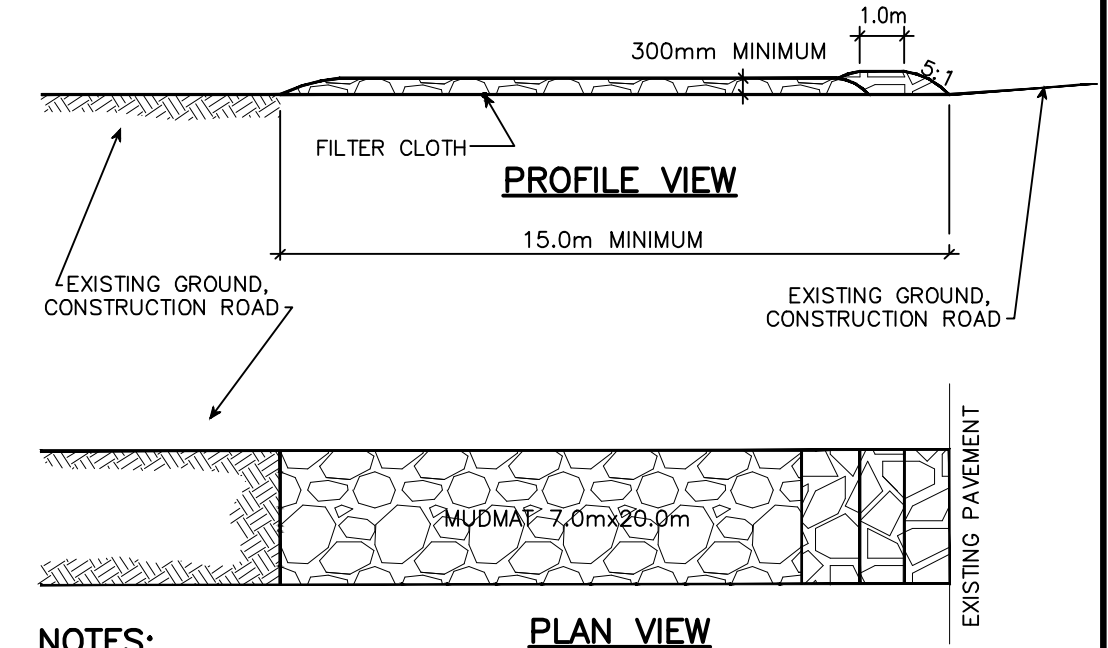 1.0m
300mm MINIMUM
5:1
FILTER CLOTH
PROFILE VIEW
15.0m MINIMUM
EXISTING GROUND,
CONSTRUCTION ROAD
EXISTING GROUND,
CONSTRUCTION ROAD
MUDMAT 7.0mx20.0m
EXISTING PAVEMENT
PLAN VIEW
NOTES: